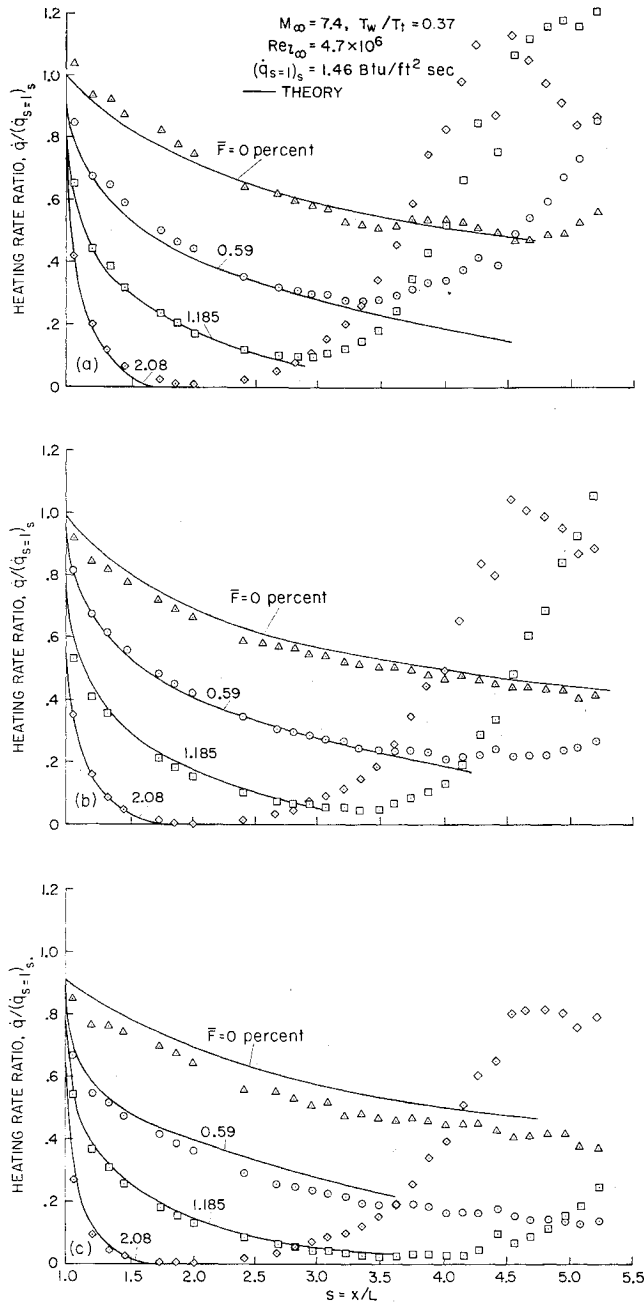 M∞ = 7.4, Tw/Tt = 0.37
Rel∞ = 4.7×10⁶
(q̇s=1)s = 1.46 Btu/ft² sec
— THEORY
HEATING RATE RATIO, q̇/(q̇s=1)s
1.2
1.0
.8
.6
.4
.2
0
F̄=0 percent
0.59
1.185
2.08
(a)
HEATING RATE RATIO, q̇/(q̇s=1)s
1.2
1.0
.8
.6
.4
.2
0
F̄=0 percent
0.59
1.185
2.08
(b)
HEATING RATE RATIO, q̇/(q̇s=1)s.
1.2
1.0
.8
.6
.4
.2
0
F̄=0 percent
0.59
1.185
2.08
(c)
1.0 1.5 2.0 2.5 3.0 3.5 4.0 4.5 5.0 5.5
s = x/L